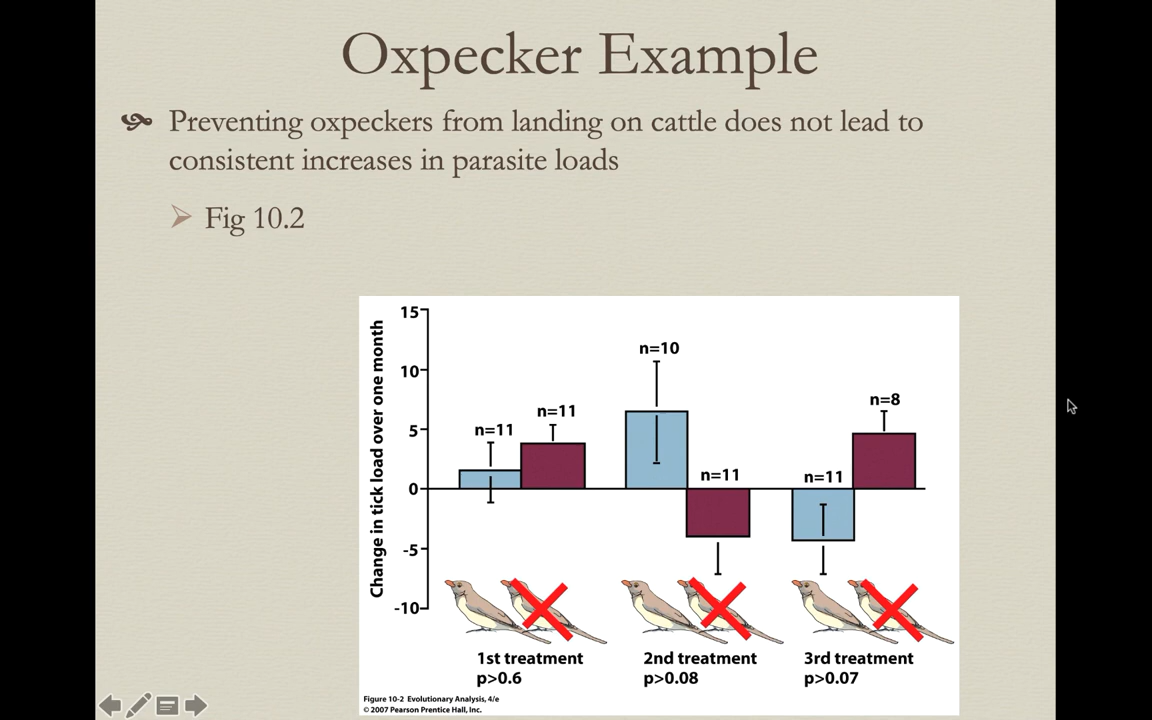 Oxpecker Example
Preventing oxpeckers from landing on cattle does not lead to
consistent increases in parasite loads
Fig 10.2
Change in tick load over one month
15
10
5
0
-5
-10
n=11
n=11
n=10
n=11
n=11
n=8
1st treatment
p>0.6
2nd treatment
p>0.08
3rd treatment
p>0.07
Figure 10-2 Evolutionary Analysis, 4/e
© 2007 Pearson Prentice Hall, Inc.